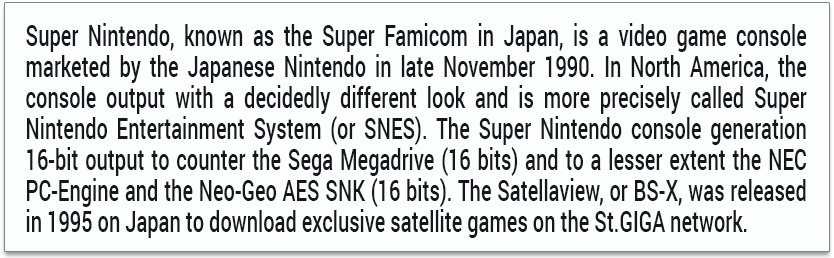 Super Nintendo, known as the Super Famicom in Japan, is a video game console
marketed by the Japanese Nintendo in late November 1990. In North America, the
console output with a decidedly different look and is more precisely called Super
Nintendo Entertainment System (or SNES). The Super Nintendo console generation
16-bit output to counter the Sega Megadrive (16 bits) and to a lesser extent the NEC
PC-Engine and the Neo-Geo AES SNK (16 bits). The Satellaview, or BS-X, was released
in 1995 on Japan to download exclusive satellite games on the St.GIGA network.